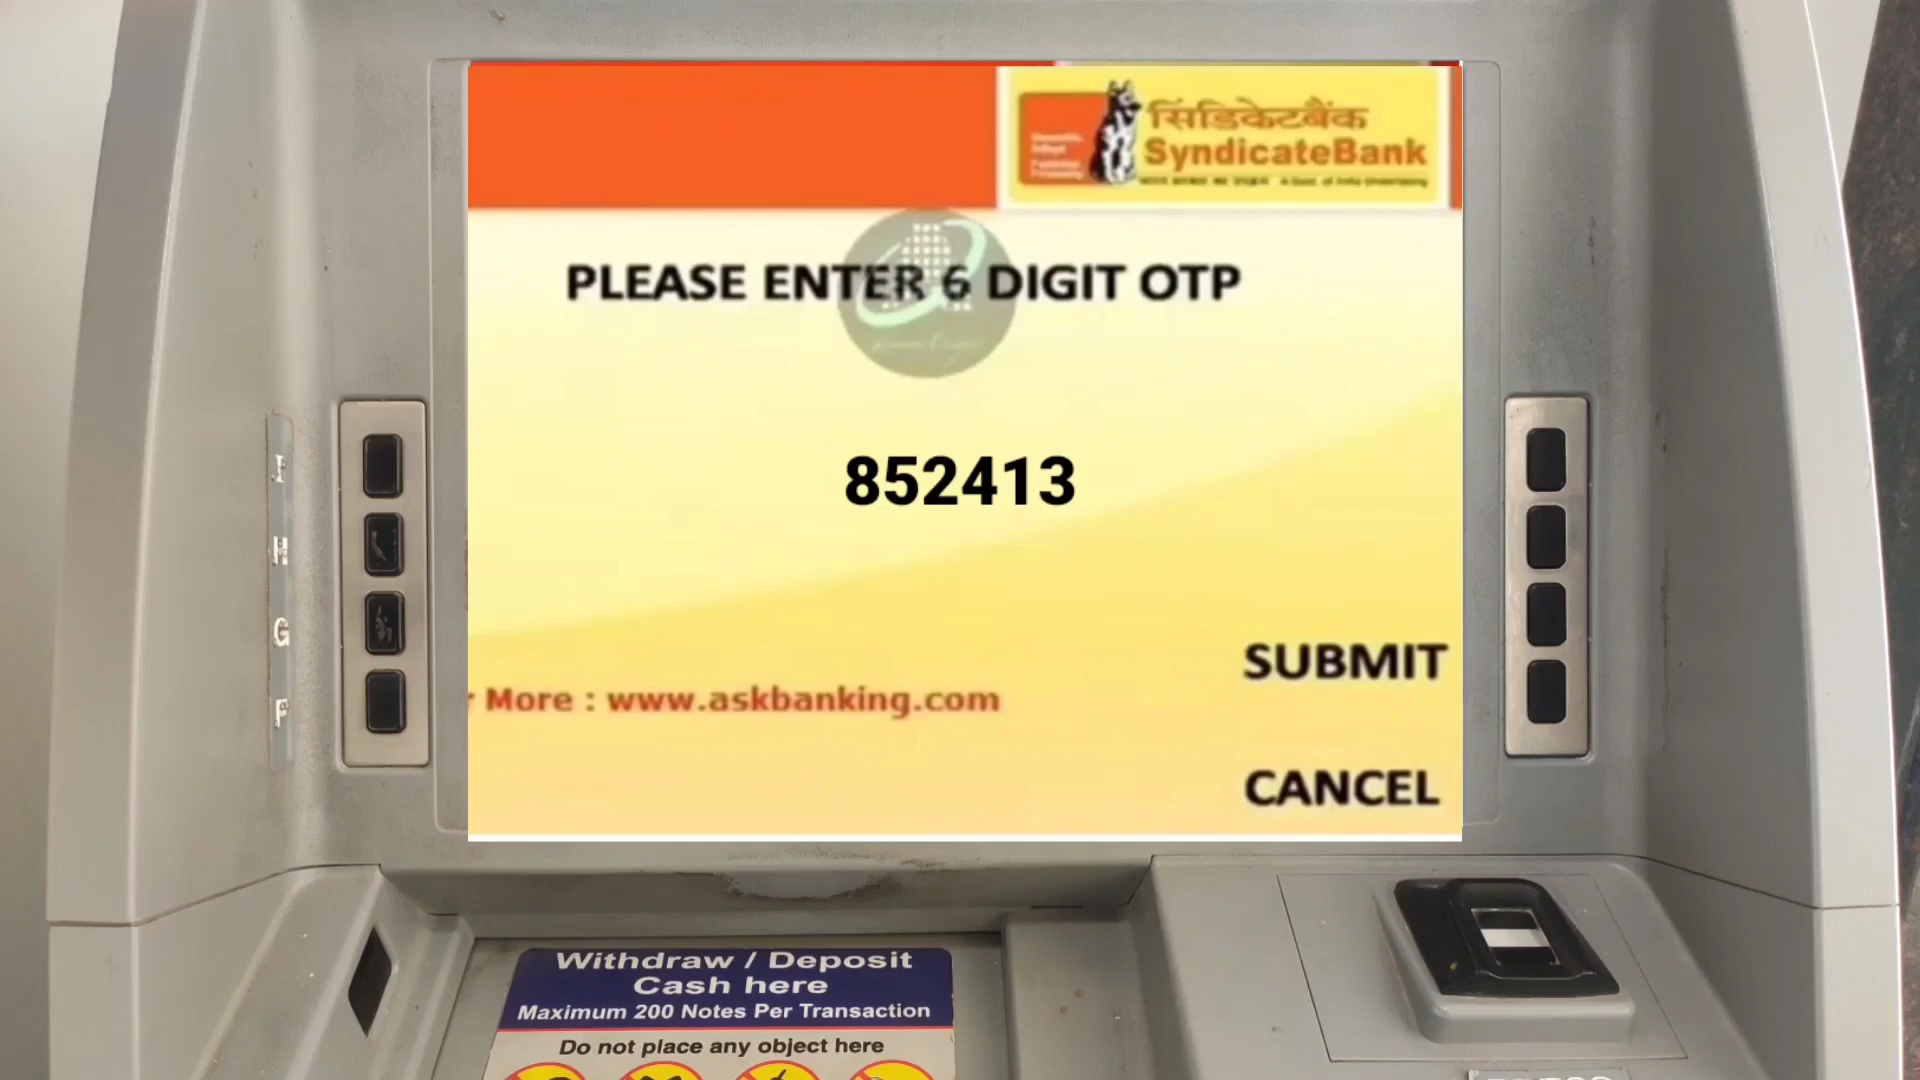 सिंडिकेटबैंक
SyndicateBank
PLEASE ENTER 6 DIGIT OTP
852413
SUBMIT
More : www.askbanking.com
CANCEL
I
H
G
F
Withdraw / Deposit
Cash here
Maximum 200 Notes Per Transaction
Do not place any object here